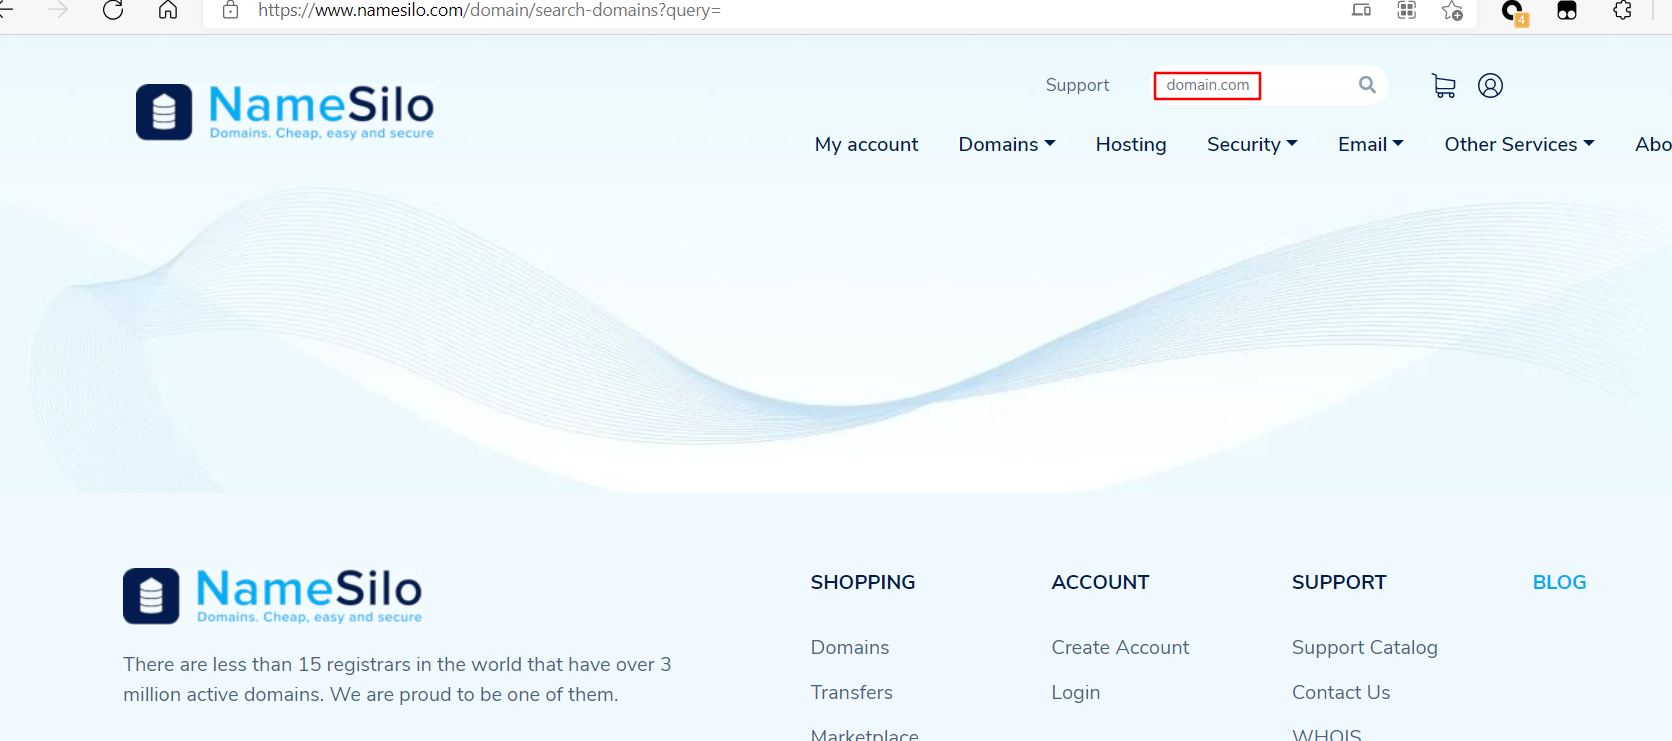 https://www.namesilo.com/domain/search-domains?query=
4
NameSilo
Domains. Cheap, easy and secure
Support
domain.com
My account
Domains
Hosting
Security
Email
Other Services
Abo
NameSilo
Domains. Cheap, easy and secure
There are less than 15 registrars in the world that have over 3
million active domains. We are proud to be one of them.
SHOPPING
Domains
Transfers
Marketplace
ACCOUNT
Create Account
Login
SUPPORT
Support Catalog
Contact Us
WHOIS
BLOG